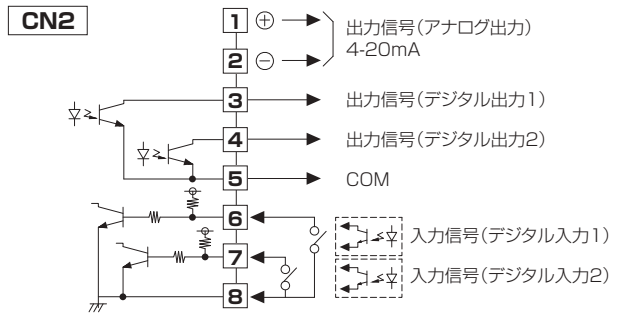 CN2
1 ⊕ 出力信号(アナログ出力)
4-20mA
2 ⊖
3 出力信号(デジタル出力1)
4 出力信号(デジタル出力2)
5 COM
6 入力信号(デジタル入力1)
7 入力信号(デジタル入力2)
8